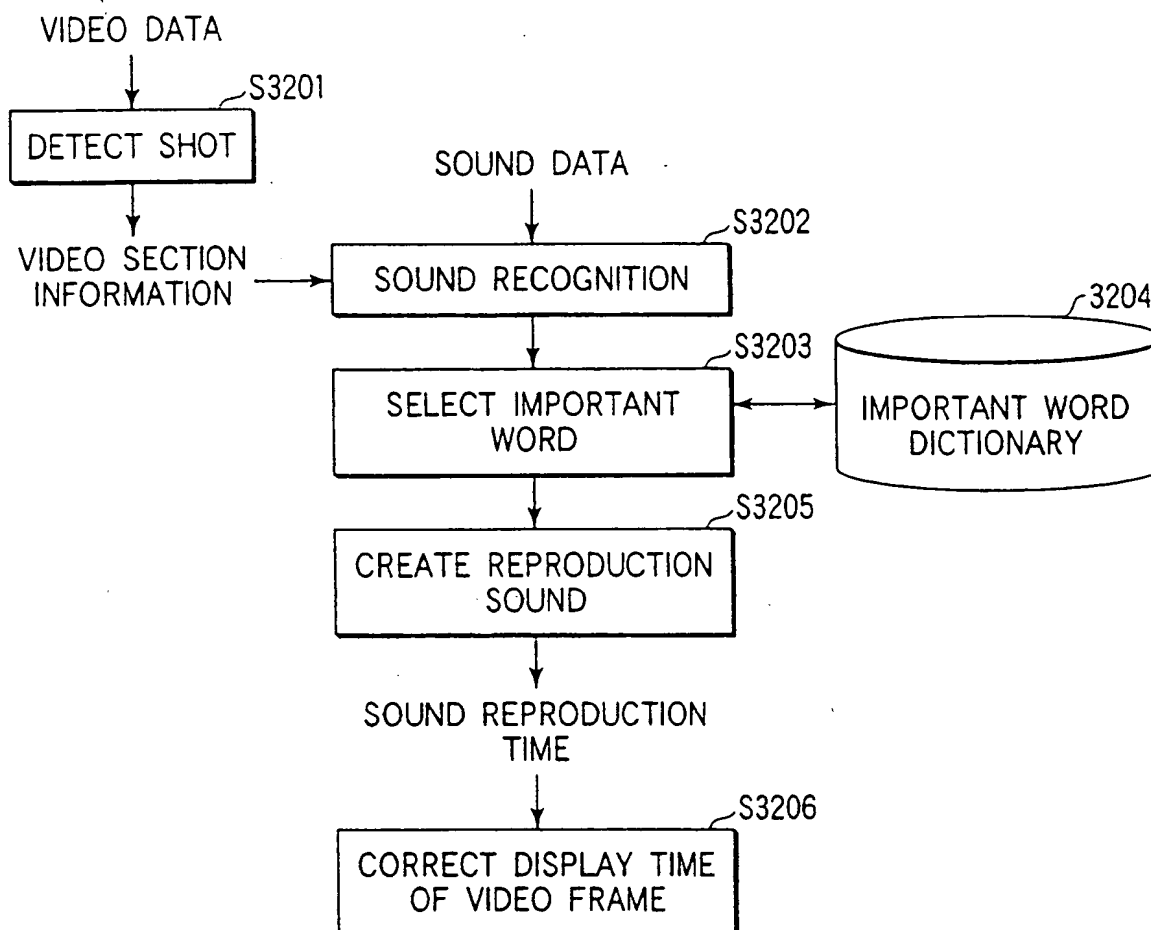 VIDEO DATA
S3201
DETECT SHOT
SOUND DATA
S3202
VIDEO SECTION
INFORMATION
SOUND RECOGNITION
3204
S3203
SELECT IMPORTANT
WORD
IMPORTANT WORD
DICTIONARY
S3205
CREATE REPRODUCTION
SOUND
SOUND REPRODUCTION
TIME
S3206
CORRECT DISPLAY TIME
OF VIDEO FRAME